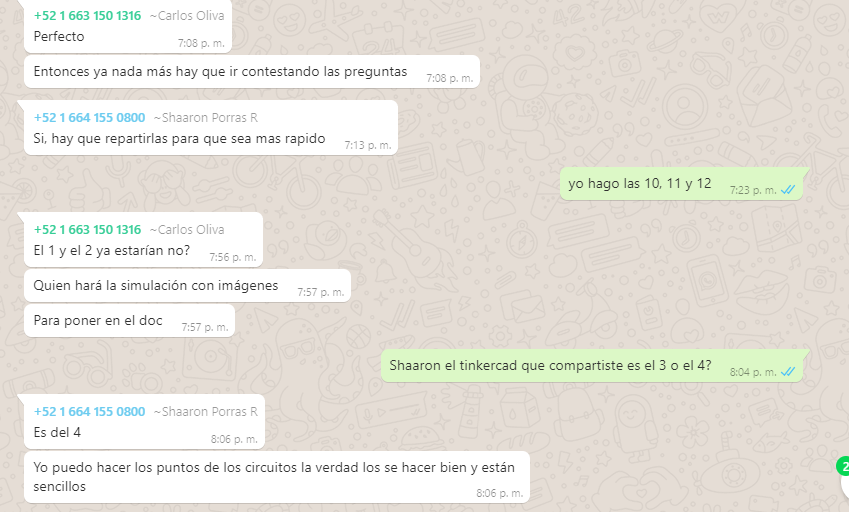 +52 1 663 150 1316 ~Carlos Oliva
Perfecto
7:08 p. m.
Entonces ya nada más hay que ir contestando las preguntas
7:08 p. m.
+52 1 664 155 0800 ~Shaaron Porras R
Si, hay que repartirlas para que sea mas rapido
7:13 p. m.
yo hago las 10, 11 y 12
7:23 p. m.
+52 1 663 150 1316 ~Carlos Oliva
El 1 y el 2 ya estarían no?
7:56 p. m.
Quien hará la simulación con imágenes
7:57 p. m.
Para poner en el doc
7:57 p. m.
Shaaron el tinkercad que compartiste es el 3 o el 4?
8:04 p. m.
+52 1 664 155 0800 ~Shaaron Porras R
Es del 4
8:06 p. m.
Yo puedo hacer los puntos de los circuitos la verdad los se hacer bien y están
sencillos
8:06 p. m.
2